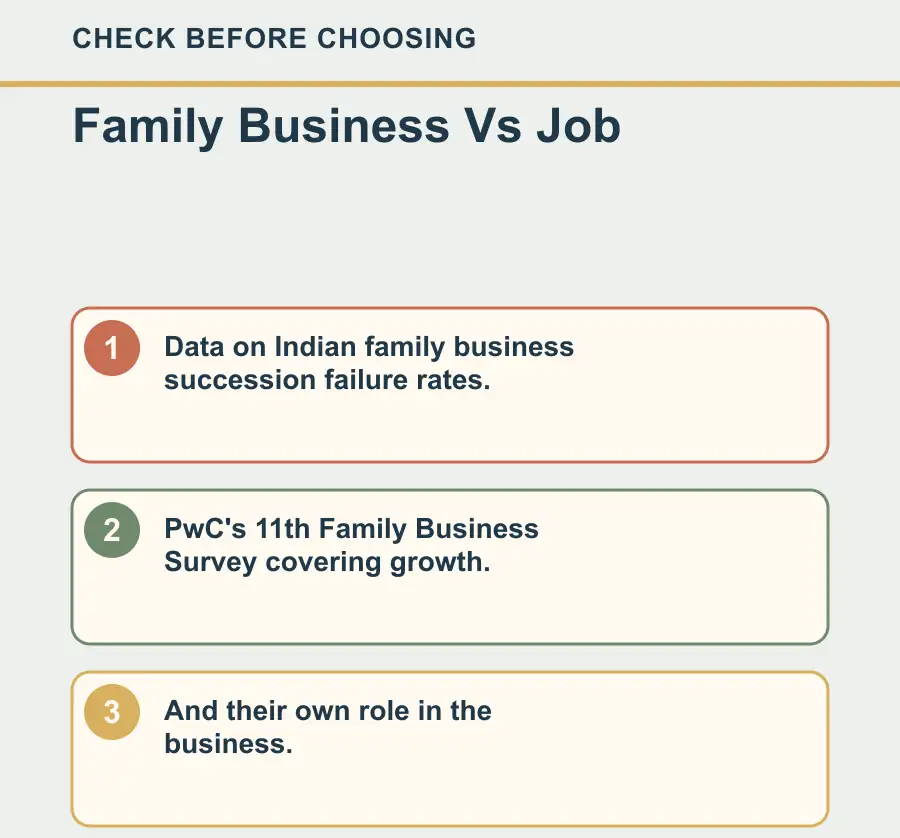 CHECK BEFORE CHOOSING
Family Business Vs Job
1
Data on Indian family business
succession failure rates.
2
PwC's 11th Family Business
Survey covering growth.
3
And their own role in the
business.